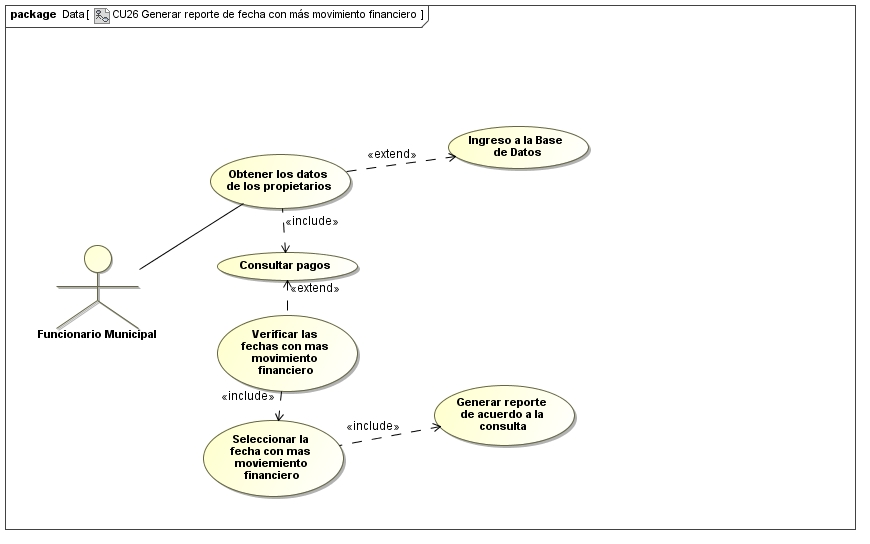 package Data [ CU26 Generar reporte de fecha con más movimiento financiero ]
Ingreso a la Base
de Datos
«extend»
Obtener los datos
de los propietarios
«include»
Consultar pagos
«extend»
Funcionario Municipal
Verificar las
fechas con mas
movimiento
financiero
«include»
Generar reporte
de acuerdo a la
consulta
«include»
Seleccionar la
fecha con mas
moviemiento
financiero